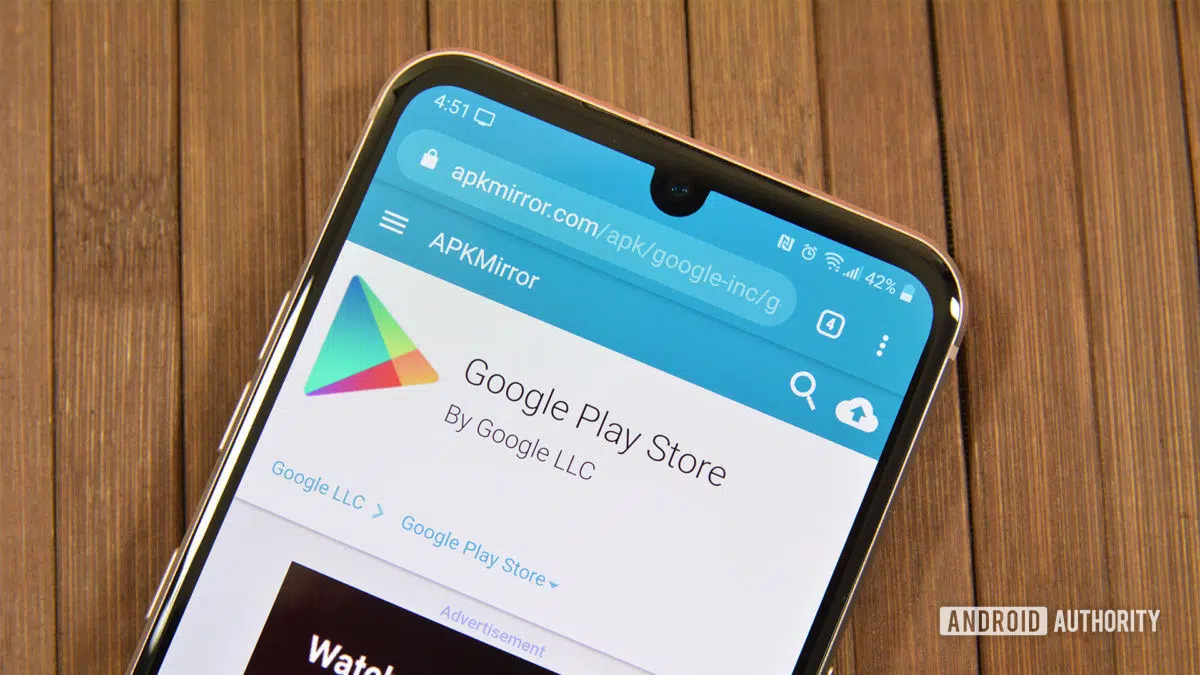 4:51
apkmirror.com/apk/google-inc/g
42%
4
APKMirror
Google Play Store
By Google LLC
Google LLC
Google Play Store
Advertisement
ANDROID AUTHORITY